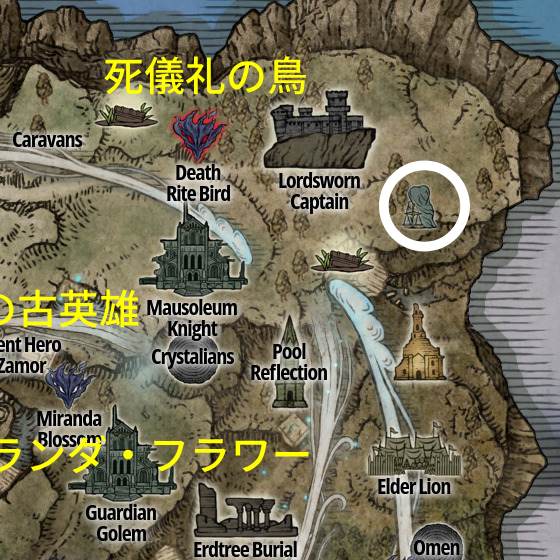 死儀礼の鳥
Caravans
Death
Rite Bird
Lordsworn
Captain
の古英雄
Mausoleum
Knight
ent Hero
Zamor
Crystalians
Pool
Reflection
Miranda
Blossom
ランダ・フラワー
Elder Lion
Guardian
Golem
Erdtree Burial
Omen